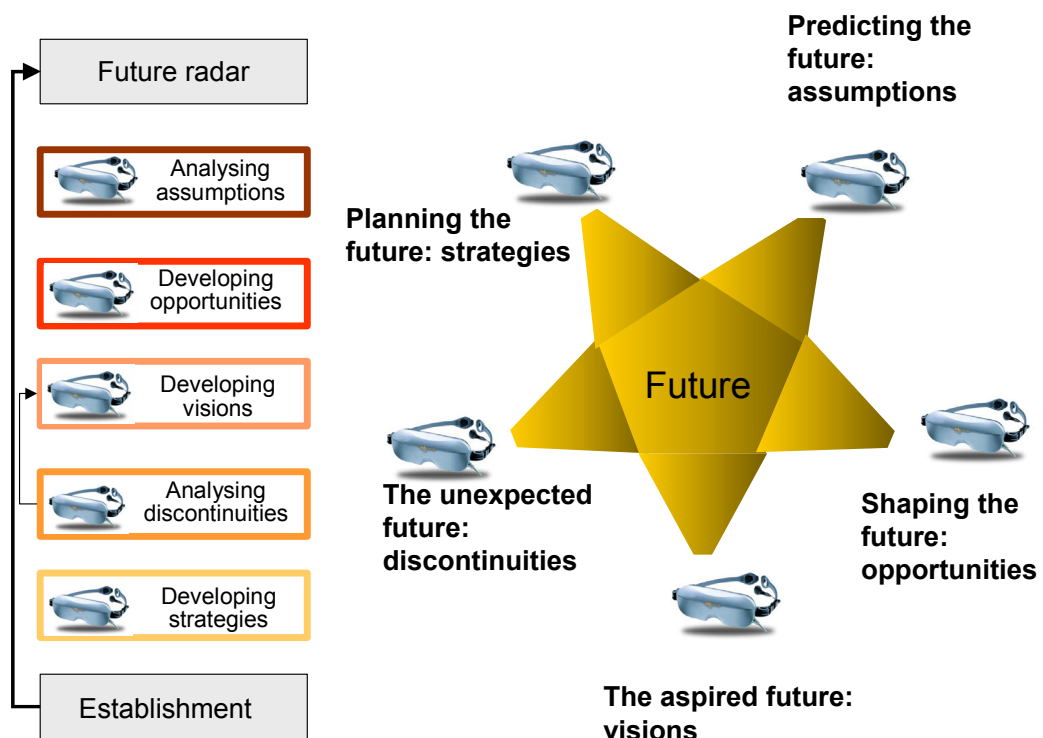 Future radar
Analysing
assumptions
Developing
opportunities
Developing
visions
Analysing
discontinuities
Developing
strategies
Establishment
Predicting the
future:
assumptions
Planning the
future: strategies
Future
The unexpected
future:
discontinuities
Shaping the
future:
opportunities
The aspired future:
visions